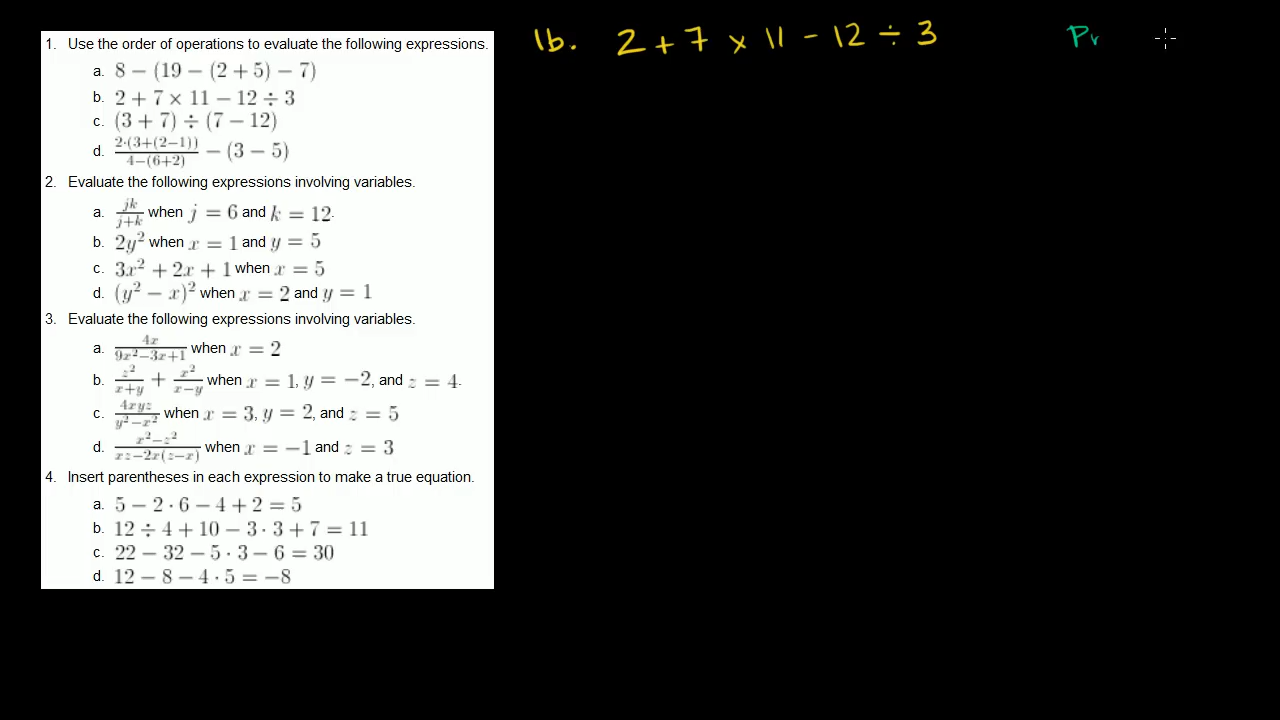 1. Use the order of operations to evaluate the following expressions.
a. 8 − (19 − (2 + 5) − 7)
b. 2 + 7 × 11 − 12 ÷ 3
c. (3 + 7) ÷ (7 − 12)
d. \frac{2·(3+(2−1))}{4−(6+2)} − (3 − 5)
2. Evaluate the following expressions involving variables.
a. \frac{jk}{j+k} when j = 6 and k = 12.
b. 2y² when x = 1 and y = 5
c. 3x² + 2x + 1 when x = 5
d. (y² − x)² when x = 2 and y = 1
3. Evaluate the following expressions involving variables.
a. \frac{4x}{9x²−3x+1} when x = 2
b. \frac{z²}{x+y} + \frac{x²}{x−y} when x = 1, y = −2, and z = 4.
c. \frac{4xyz}{y²−x²} when x = 3, y = 2, and z = 5
d. \frac{x²−z²}{xz−2x(z−x)} when x = −1 and z = 3
4. Insert parentheses in each expression to make a true equation.
a. 5 − 2 · 6 − 4 + 2 = 5
b. 12 ÷ 4 + 10 − 3 · 3 + 7 = 11
c. 22 − 32 − 5 · 3 − 6 = 30
d. 12 − 8 − 4 · 5 = −8
1b. 2 + 7 × 11 − 12 ÷ 3
Pr